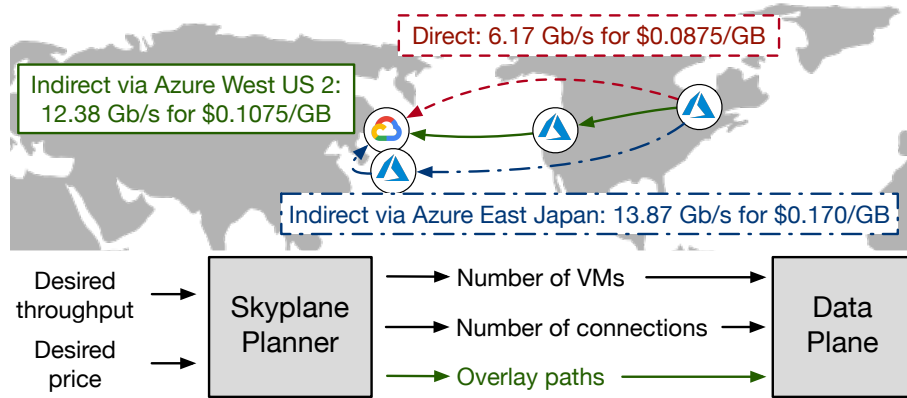 Direct: 6.17 Gb/s for $0.0875/GB
Indirect via Azure West US 2:
12.38 Gb/s for $0.1075/GB
Indirect via Azure East Japan: 13.87 Gb/s for $0.170/GB
Desired
throughput
Desired
price
Skyplane
Planner
Number of VMs
Number of connections
Overlay paths
Data
Plane